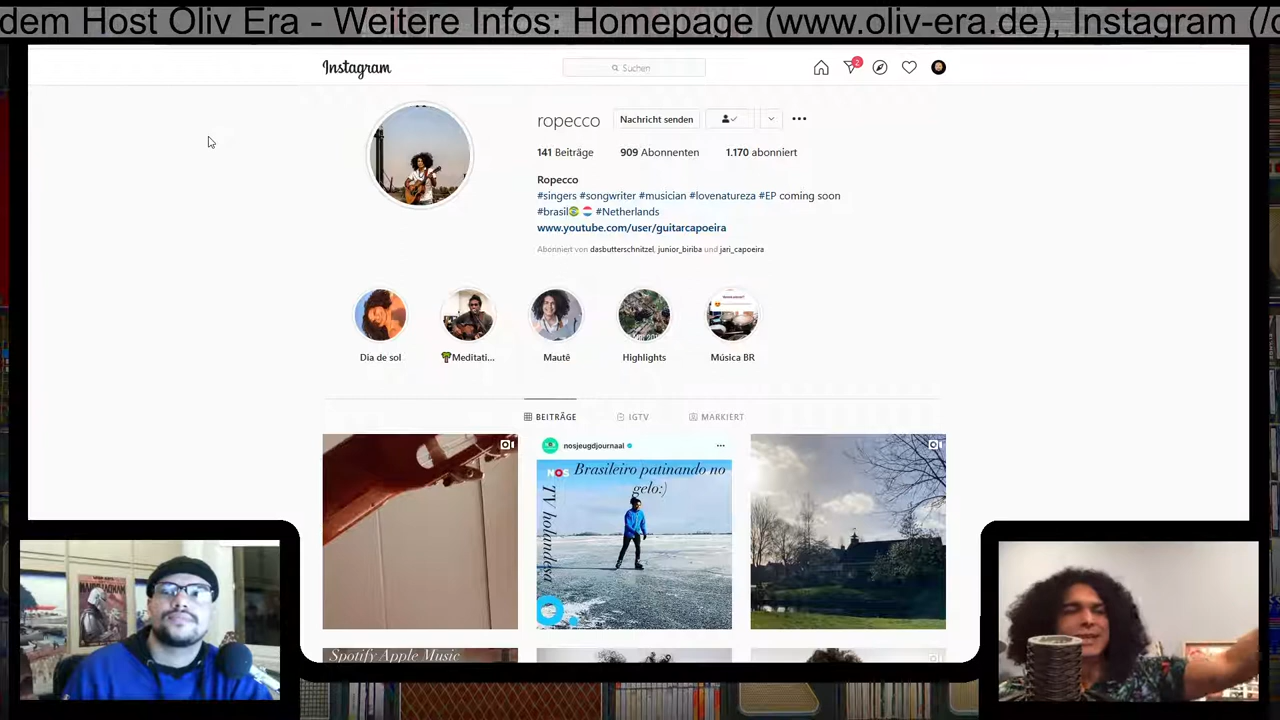 dem Host Oliv Era - Weitere Infos: Homepage (www.oliv-era.de), Instagram (/
Instagram
Suchen
2
ropecco
Nachricht senden
141 Beiträge 909 Abonnenten 1.170 abonniert
Ropecco
#singers #songwriter #musician #lovenatureza #EP coming soon
#brasil #Netherlands
www.youtube.com/user/guitarcapoeira
Abonniert von dasbutterschnitzel, junior_biriba und jari_capoeira
Dia de sol
Meditati...
Mautê
Highlights
Música BR
BEITRÄGE
IGTV
MARKIERT
nosjeugdjournaal
NOS
Brasileiro patinando no
gelo:)
TV holandesa
Spotify Apple Music